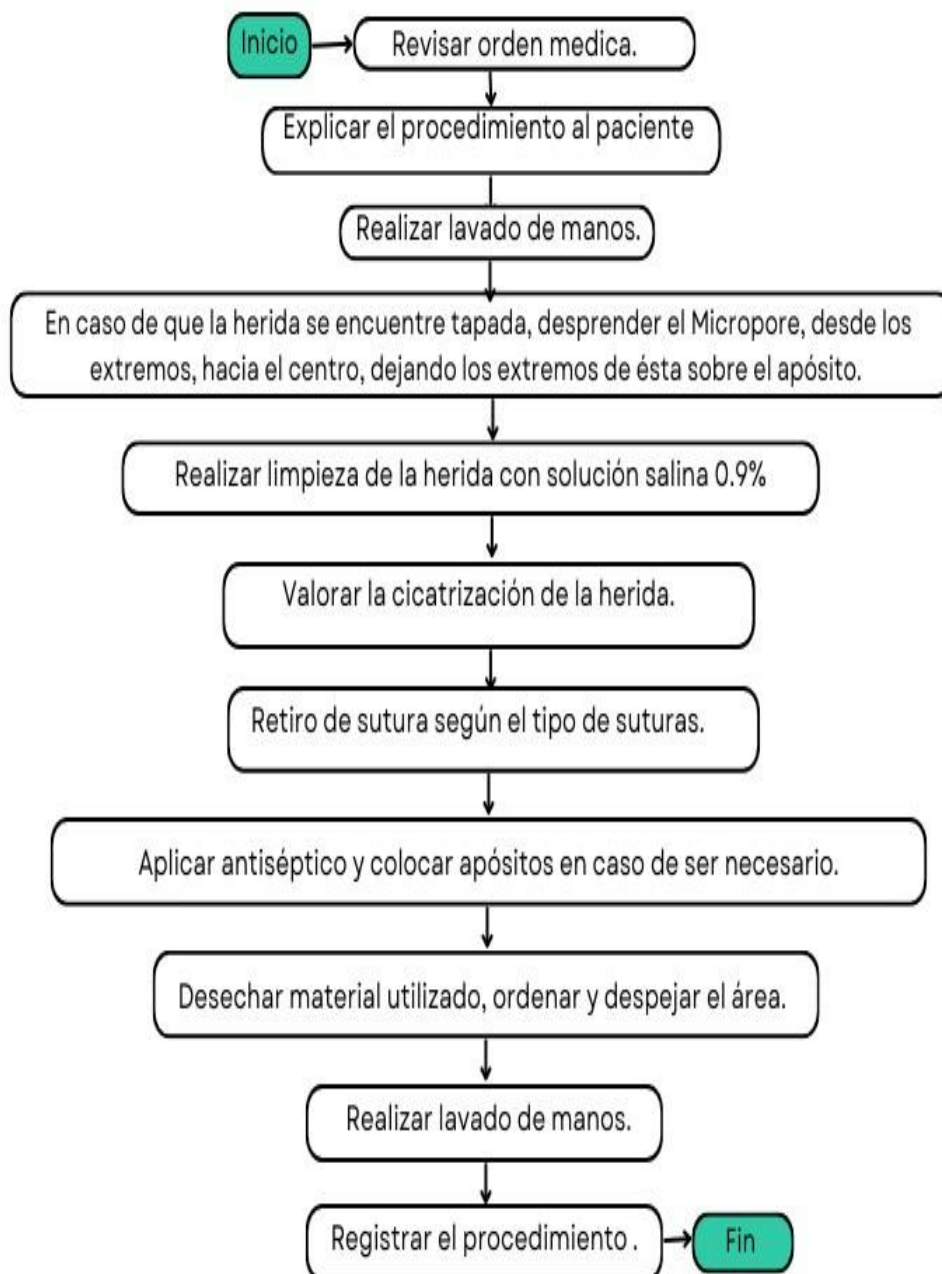 Inicio
Revisar orden medica.
Explicar el procedimiento al paciente
Realizar lavado de manos.
En caso de que la herida se encuentre tapada, desprender el Micropore, desde los
extremos, hacia el centro, dejando los extremos de ésta sobre el apósito.
Realizar limpieza de la herida con solución salina 0.9%
Valorar la cicatrización de la herida.
Retiro de sutura según el tipo de suturas.
Aplicar antiséptico y colocar apósitos en caso de ser necesario.
Desechar material utilizado, ordenar y despejar el área.
Realizar lavado de manos.
Registrar el procedimiento .
Fin